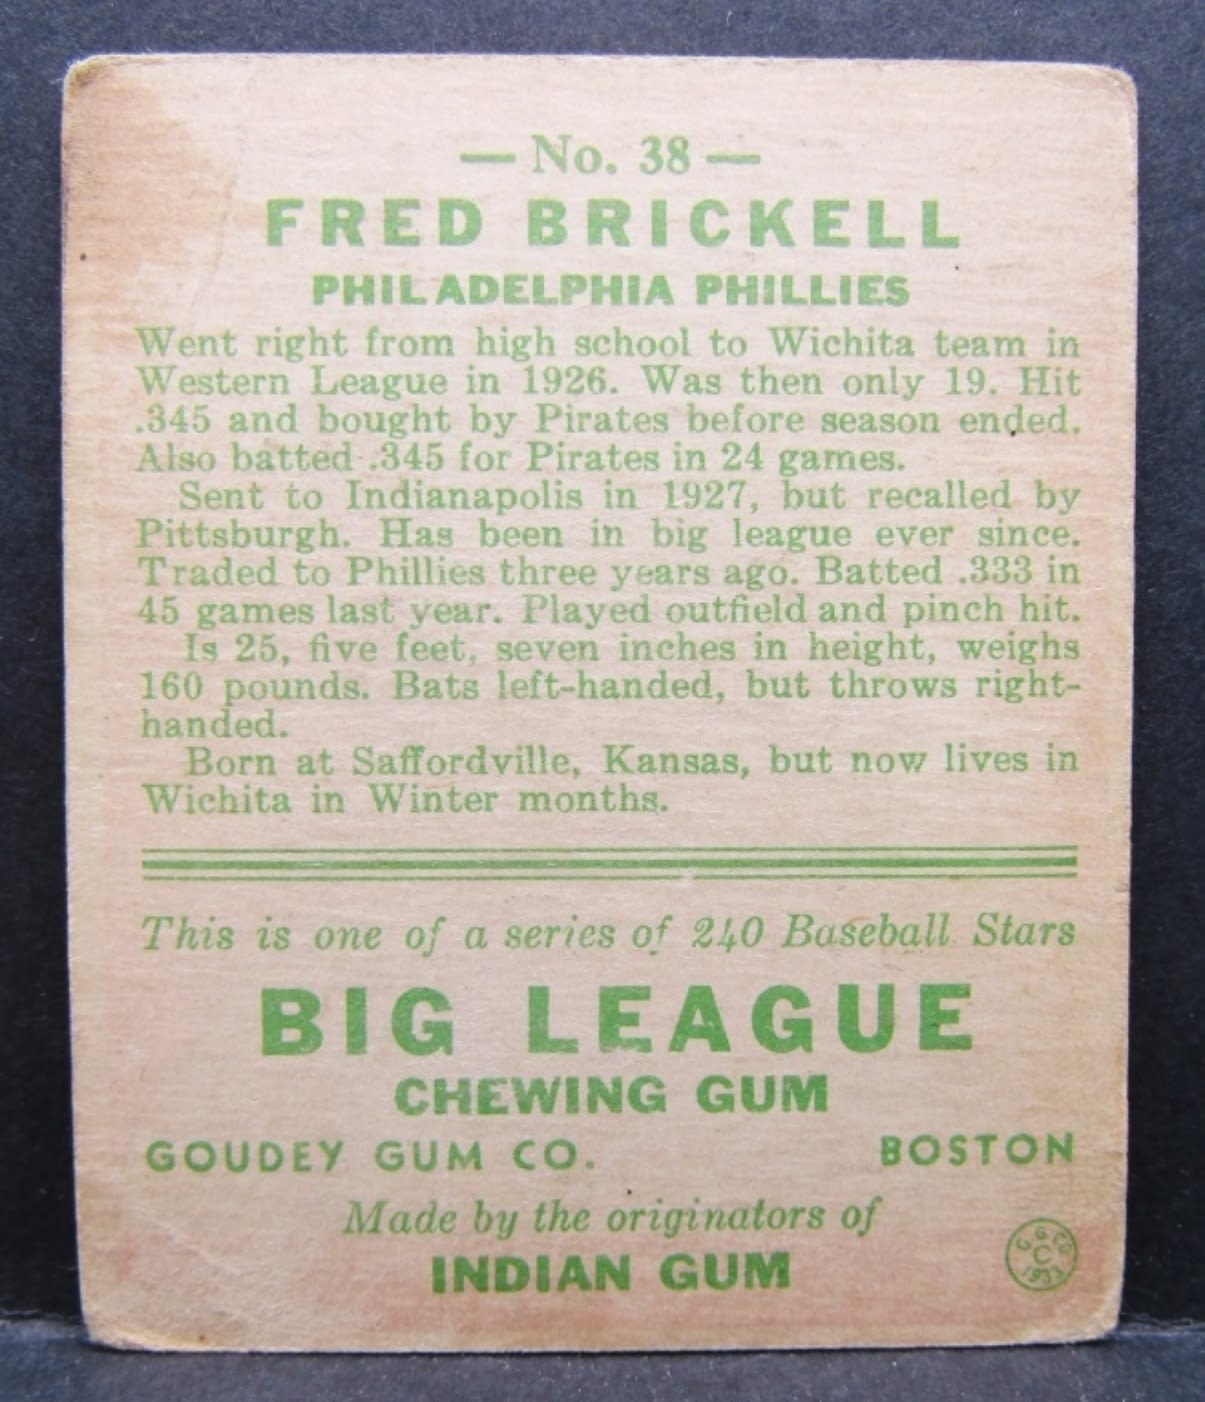 — No. 38 —
FRED BRICKELL
PHILADELPHIA PHILLIES
Went right from high school to Wichita team in
Western League in 1926. Was then only 19. Hit
.345 and bought by Pirates before season ended.
Also batted .345 for Pirates in 24 games.
Sent to Indianapolis in 1927, but recalled by
Pittsburgh. Has been in big league ever since.
Traded to Phillies three years ago. Batted .333 in
45 games last year. Played outfield and pinch hit.
Is 25, five feet, seven inches in height, weighs
160 pounds. Bats left-handed, but throws right-
handed.
Born at Saffordville, Kansas, but now lives in
Wichita in Winter months.
This is one of a series of 240 Baseball Stars
BIG LEAGUE
CHEWING GUM
GOUDEY GUM CO. BOSTON
Made by the originators of
INDIAN GUM
G. G. CO.
C
1933